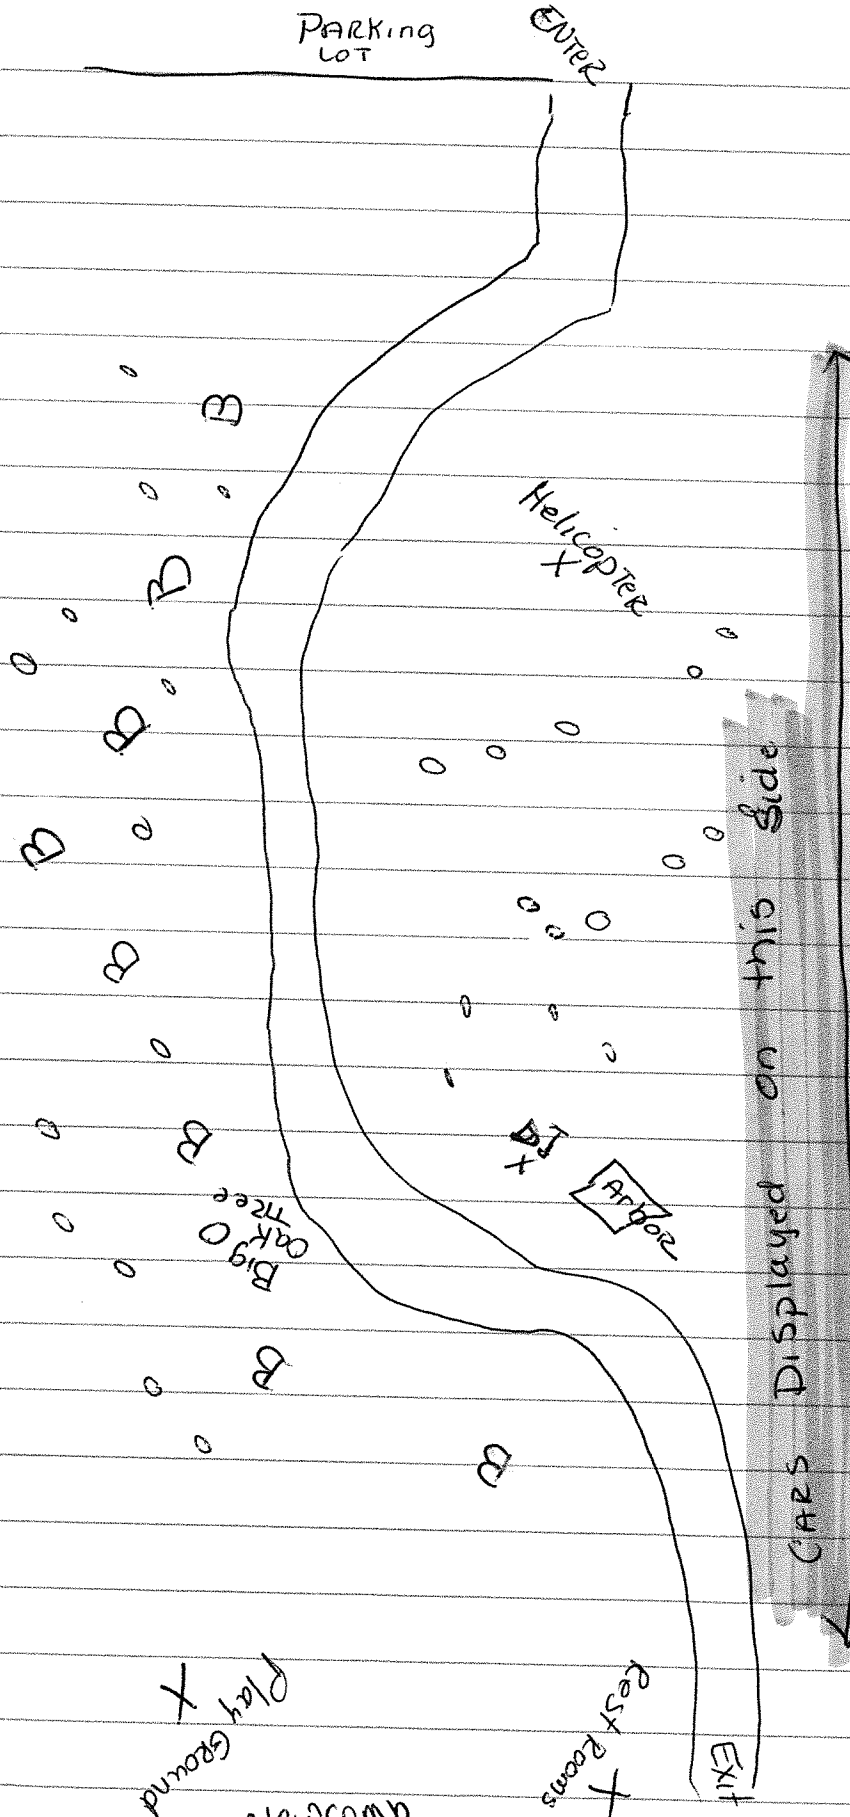 PARKing
LOT
ENTER
B
Helicopter
X
B
B
B
B
CARS Displayed on this Side
DJ
X
ArboR
B
Big O
Oak
TRee
B
B
Play GRound
X
Rest Rooms
X
EXit